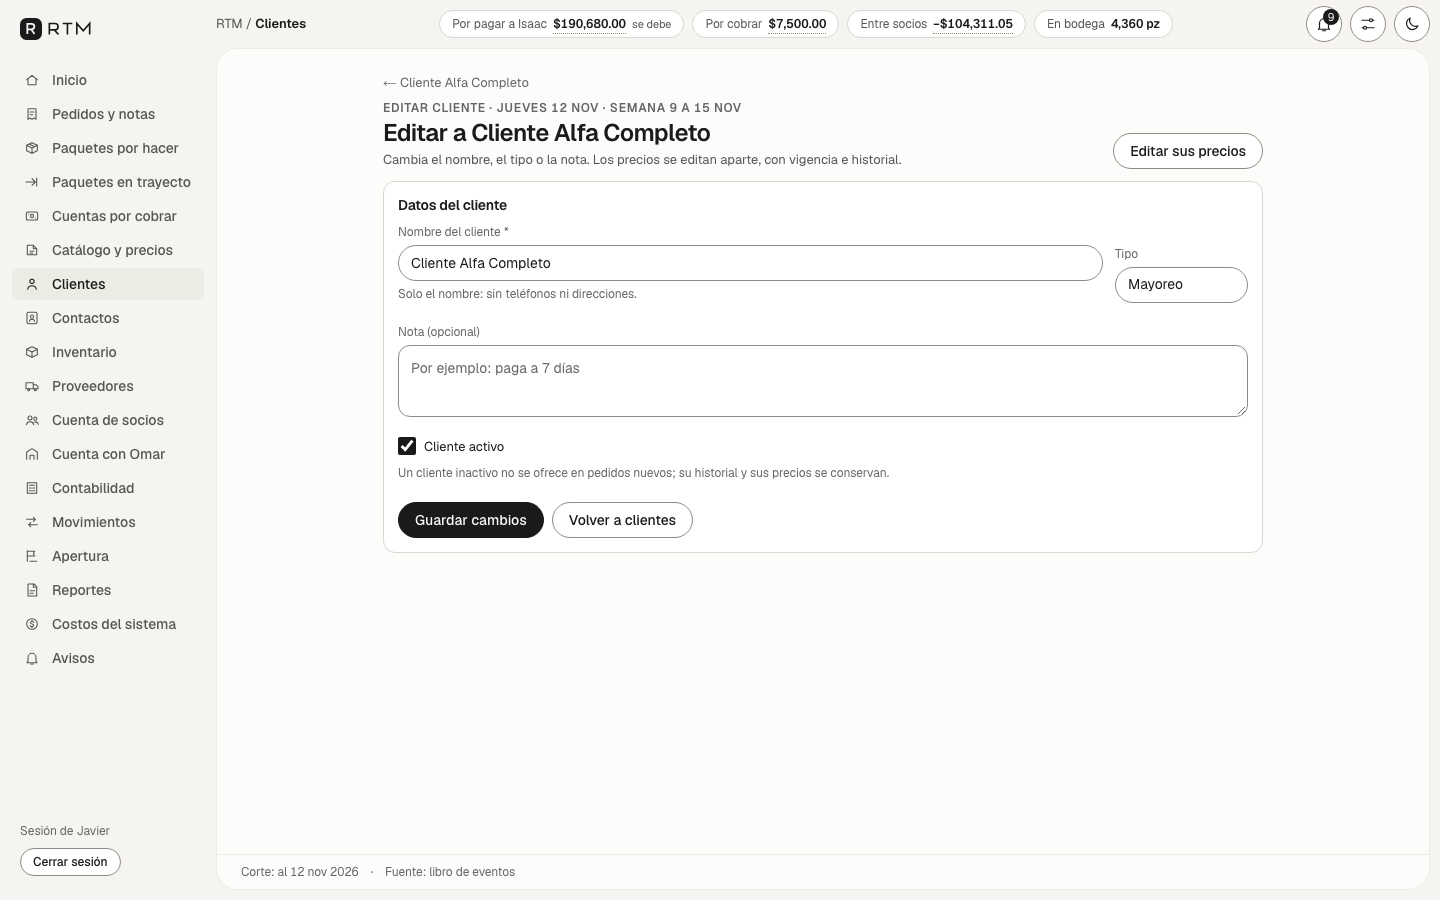 R RTM
RTM / Clientes
Por pagar a Isaac $190,680.00 se debe
Por cobrar $7,500.00
Entre socios −$104,311.05
En bodega 4,360 pz
9
Inicio
Pedidos y notas
Paquetes por hacer
Paquetes en trayecto
Cuentas por cobrar
Catálogo y precios
Clientes
Contactos
Inventario
Proveedores
Cuenta de socios
Cuenta con Omar
Contabilidad
Movimientos
Apertura
Reportes
Costos del sistema
Avisos
Sesión de Javier
Cerrar sesión
← Cliente Alfa Completo
EDITAR CLIENTE · JUEVES 12 NOV · SEMANA 9 A 15 NOV
Editar a Cliente Alfa Completo
Cambia el nombre, el tipo o la nota. Los precios se editan aparte, con vigencia e historial.
Editar sus precios
Datos del cliente
Nombre del cliente *
Cliente Alfa Completo
Solo el nombre: sin teléfonos ni direcciones.
Tipo
Mayoreo
Nota (opcional)
Por ejemplo: paga a 7 días
Cliente activo
Un cliente inactivo no se ofrece en pedidos nuevos; su historial y sus precios se conservan.
Guardar cambios
Volver a clientes
Corte: al 12 nov 2026 · Fuente: libro de eventos